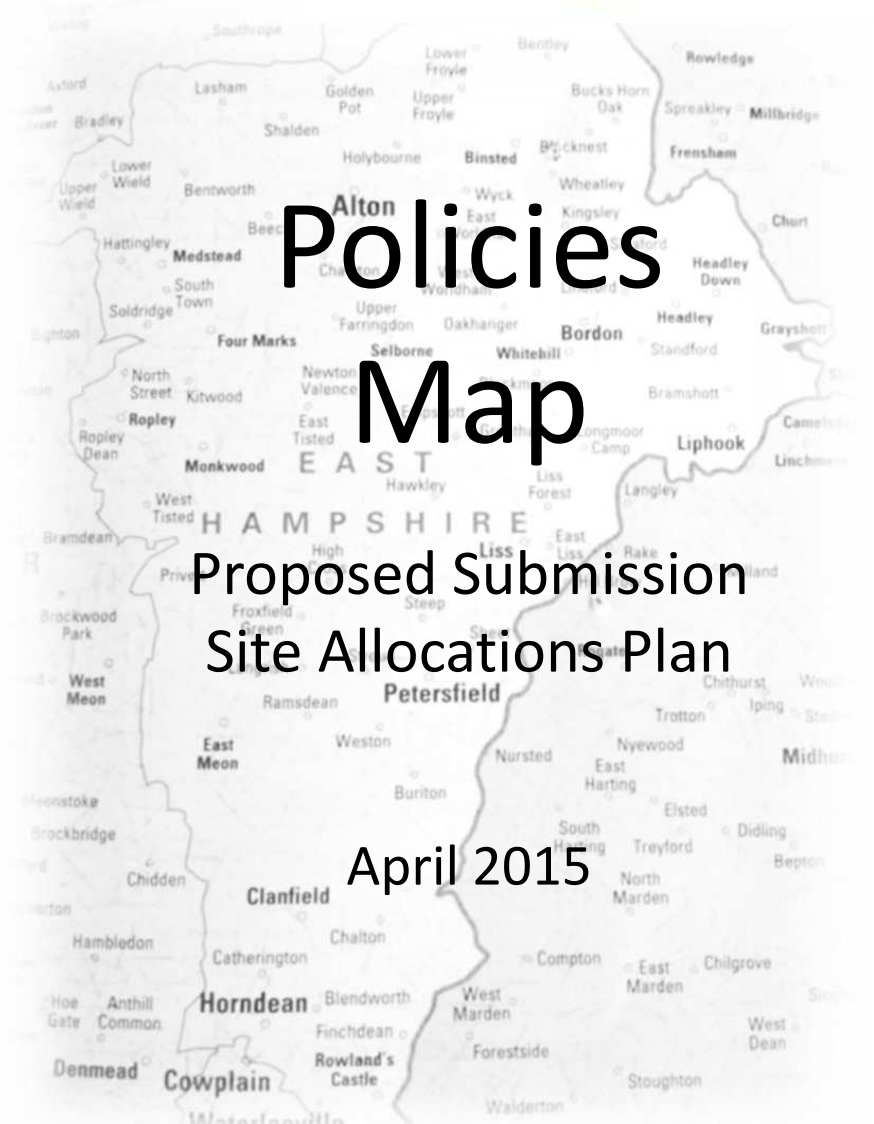 Southrope
Bentley
Lower
Froyle
Rowledge
Axford
Lasham
Golden
Pot
Upper
Froyle
Bucks Horn
Oak
Spreakley
Millbridge
Bradley
Shalden
Holybourne
Binsted
Frensham
Lower
Wield
Upper
Wield
Bentworth
Alton
Wyck
Wheatley
East
Kingsley
Churt
Policies
Hattingley
Medstead
Headley
Down
South
Town
Soldridge
Upper
Farringdon
Oakhanger
Bordon
Headley
Grayshott
Four Marks
Selborne
Whitehill
Standford
North
Street
Kitwood
Newton
Valence
Bramshott
Map
Ropley
Ropley
Dean
East
Tisted
Longmoor
Camp
Liphook
Monkwood
EAST
Hawkley
Liss
Forest
Langley
West
Tisted
HAMPSHIRE
Bramdean
High
Liss
East
Liss
Rake
Proposed Submission
Brockwood
Park
Froxfield
Green
Steep
Site Allocations Plan
West
Meon
Petersfield
Chithurst
Ramsdean
Trotton
Iping
East
Meon
Weston
Nursted
Nyewood
East
Harting
Buriton
Elsted
Brockbridge
South
Harting
Treyford
Didling
Bepton
April 2015
Chidden
North
Marden
Clanfield
Hambledon
Chalton
Catherington
Compton
East
Marden
Chilgrove
Hoe
Gate
Anthill
Common
Horndean
Blendworth
West
Marden
Finchdean
West
Dean
Denmead
Cowplain
Rowland's
Castle
Forestside
Stoughton
Walderton